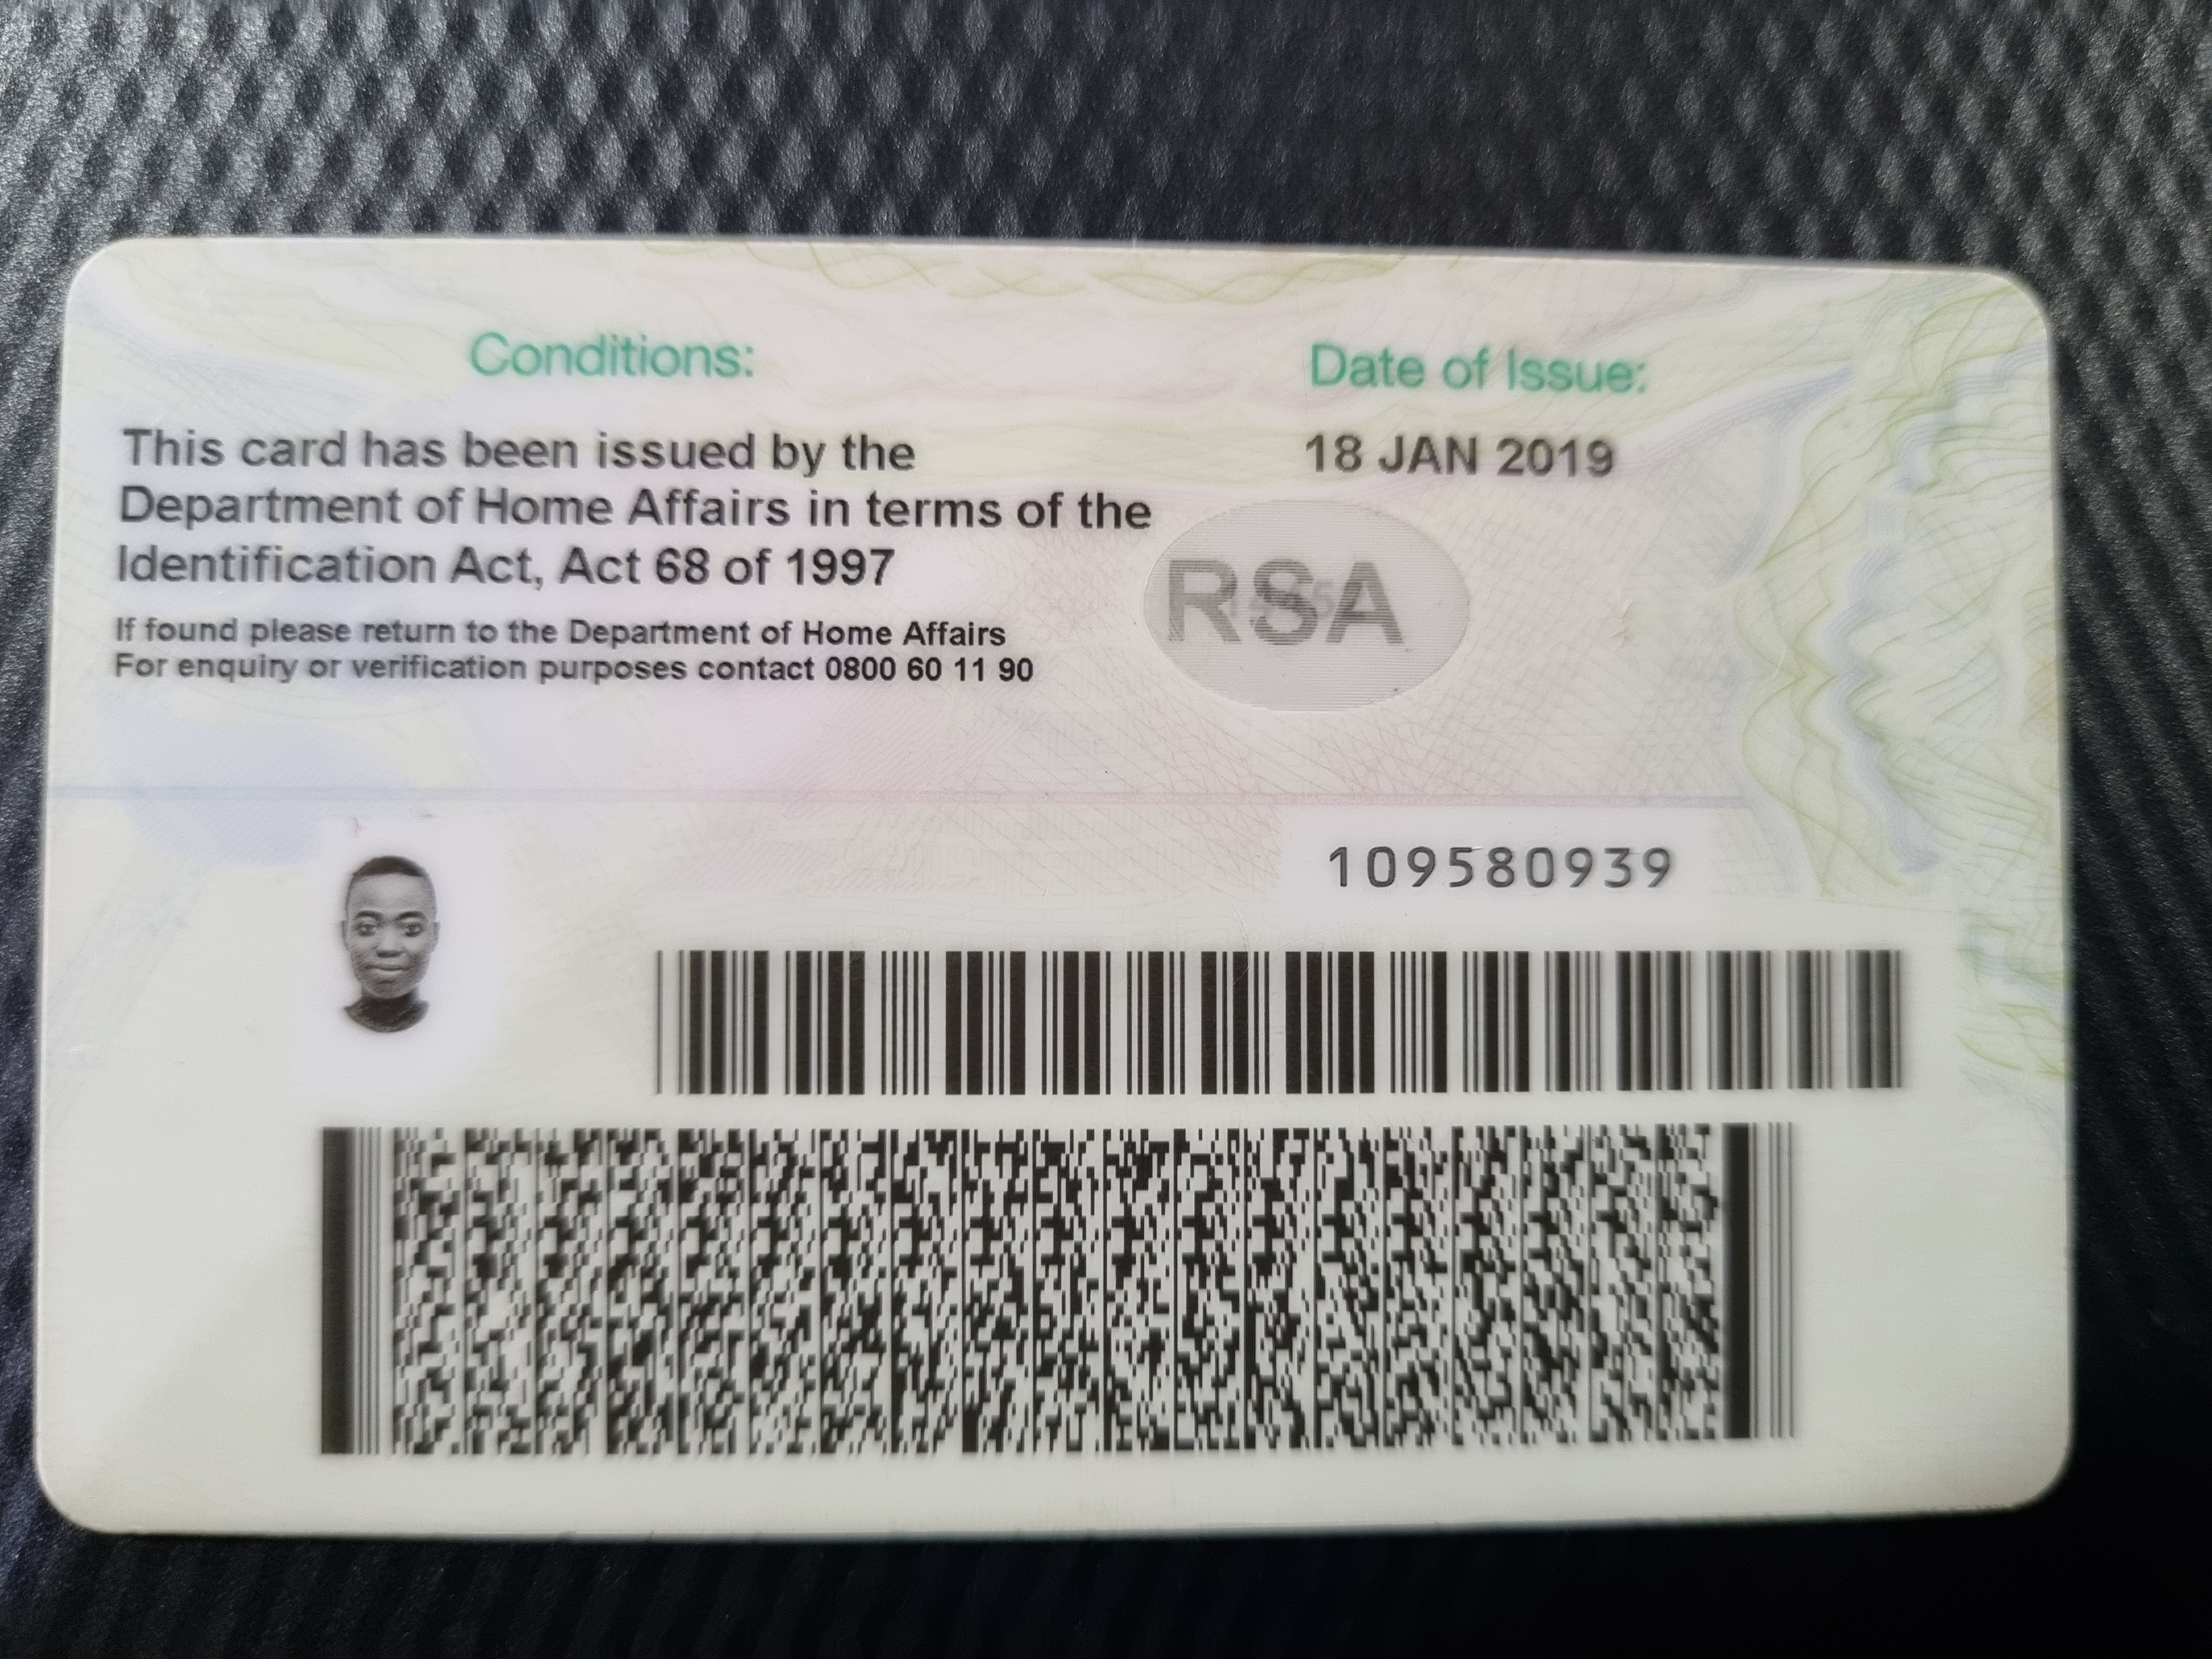 Conditions:
Date of Issue:
This card has been issued by the
18 JAN 2019
Department of Home Affairs in terms of the
Identification Act, Act 68 of 1997
RSA
If found please return to the Department of Home Affairs
For enquiry or verification purposes contact 0800 60 11 90
109580939